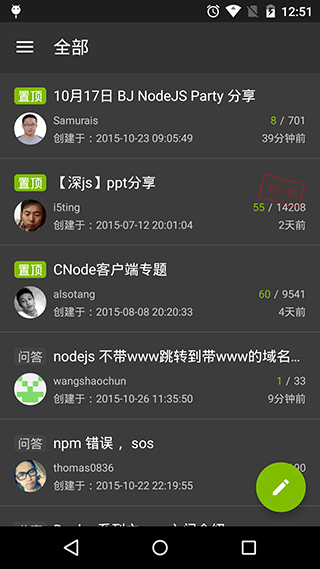 12:51
全部
置顶 10月17日 BJ NodeJS Party 分享
Samurais 8 / 701
创建于：2015-10-23 09:05:49 39分钟前
置顶 【深js】ppt分享
i5ting 55 / 14208
创建于：2015-07-12 20:01:04 2天前
置顶 CNode客户端专题
alsotang 60 / 9541
创建于：2015-08-08 20:20:33 4天前
问答 nodejs 不带www跳转到带www的域名...
wangshaochun 1 / 33
创建于：2015-10-26 11:35:50 9分钟前
问答 npm 错误， sos
thomas0836
创建于：2015-10-22 22:19:55